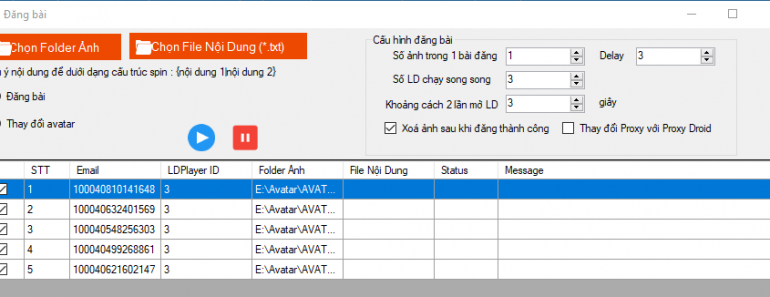 Đăng bài
Chọn Folder Ảnh
Chọn File Nội Dung (*.txt)
ý nội dung để dưới dạng cấu trúc spin : {nội dung 1|nội dung 2}
Đăng bài
Thay đổi avatar
Cấu hình đăng bài
Số ảnh trong 1 bài đăng 1 Delay 3
Số LD chạy song song 3
Khoảng cách 2 lần mở LD 3 giây
Xoá ảnh sau khi đăng thành công Thay đổi Proxy với Proxy Droid
STT Email LDPlayer ID Folder Ảnh File Nội Dung Status Message
1 100040810141648 3 E:\Avatar\AVAT...
2 100040632401569 3 E:\Avatar\AVAT...
3 100040548256303 3 E:\Avatar\AVAT...
4 100040499268861 3 E:\Avatar\AVAT...
5 100040621602147 3 E:\Avatar\AVAT...